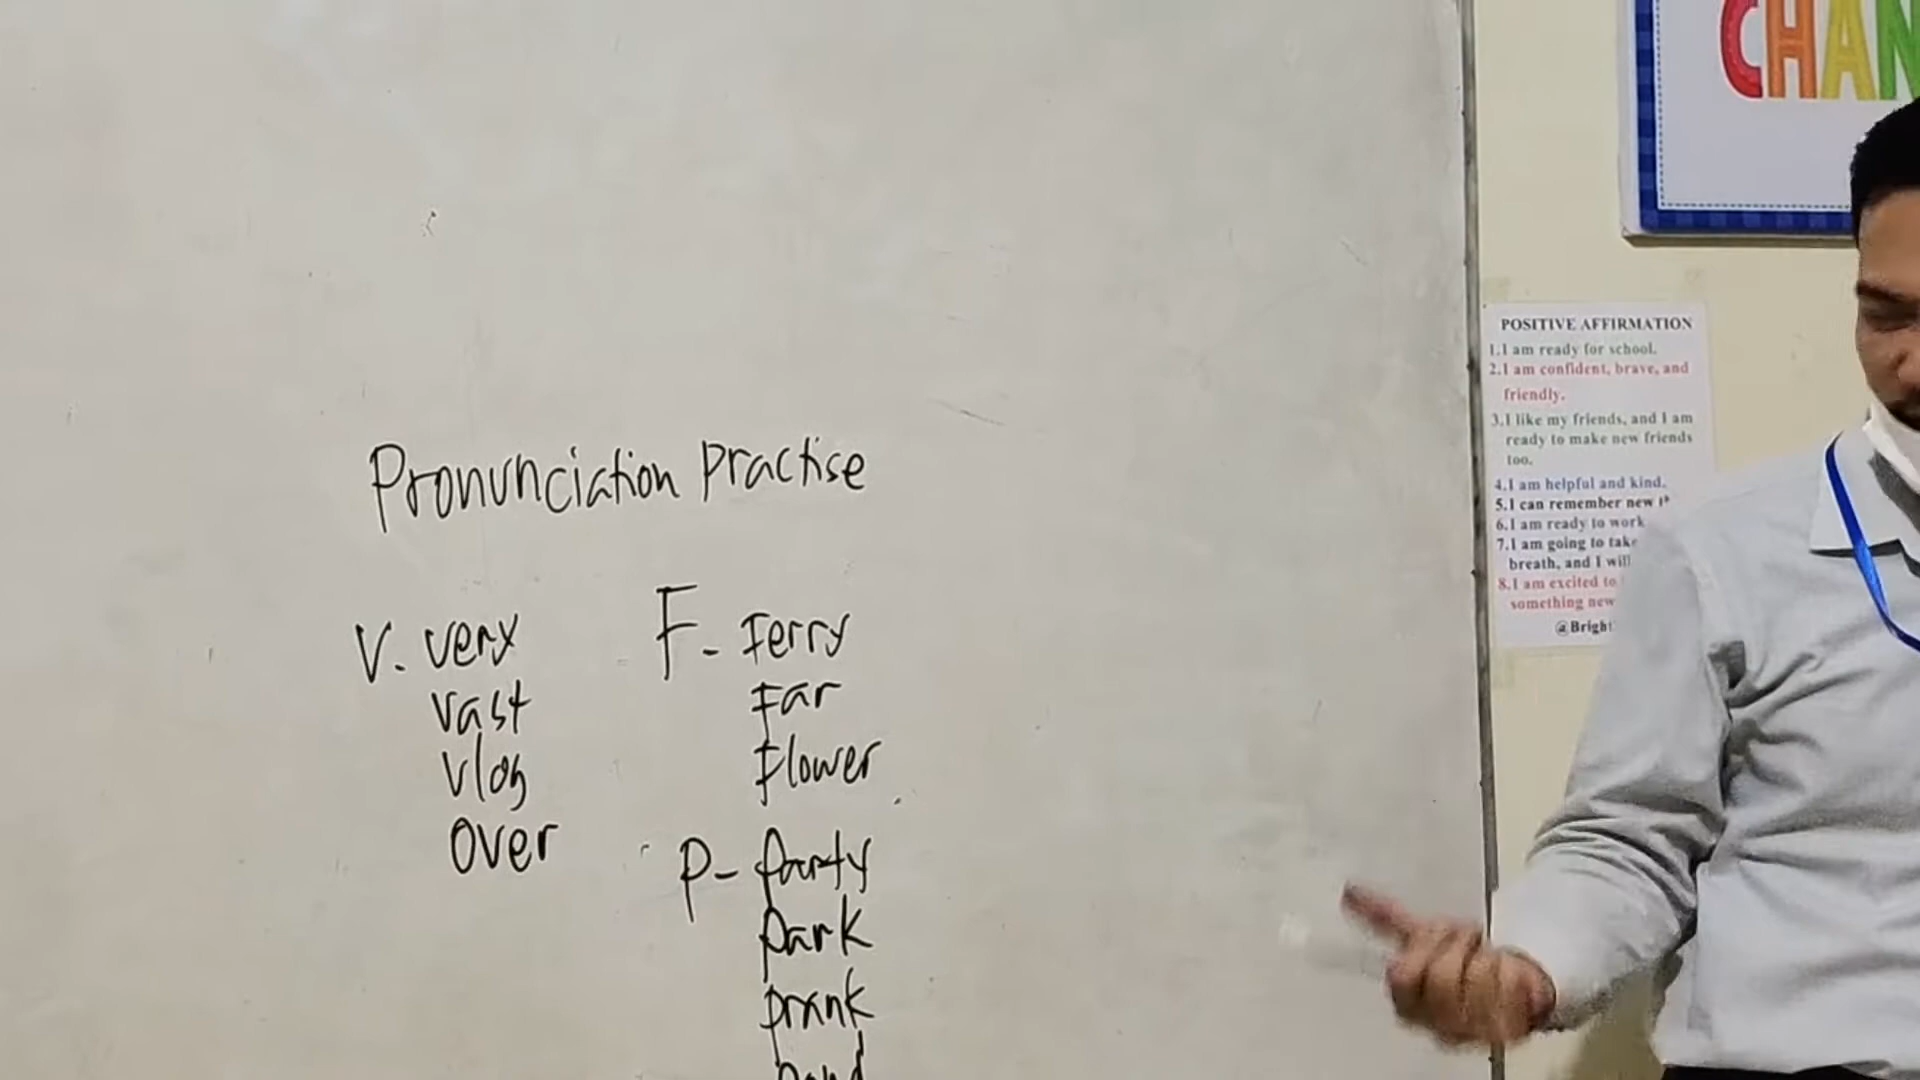 CHAN
Pronunciation Practise
V. very
vast
vlog
over
F - Ferry
Far
Flower
P - Party
Park
prank
POSITIVE AFFIRMATION
1.I am ready for school.
2.I am confident, brave, and
friendly.
3.I like my friends, and I am
ready to make new friends
too.
4.I am helpful and kind.
5.I can remember new
6.I am ready to work
7.I am going to take
breath, and I will
8.I am excited to
something new
@Bright